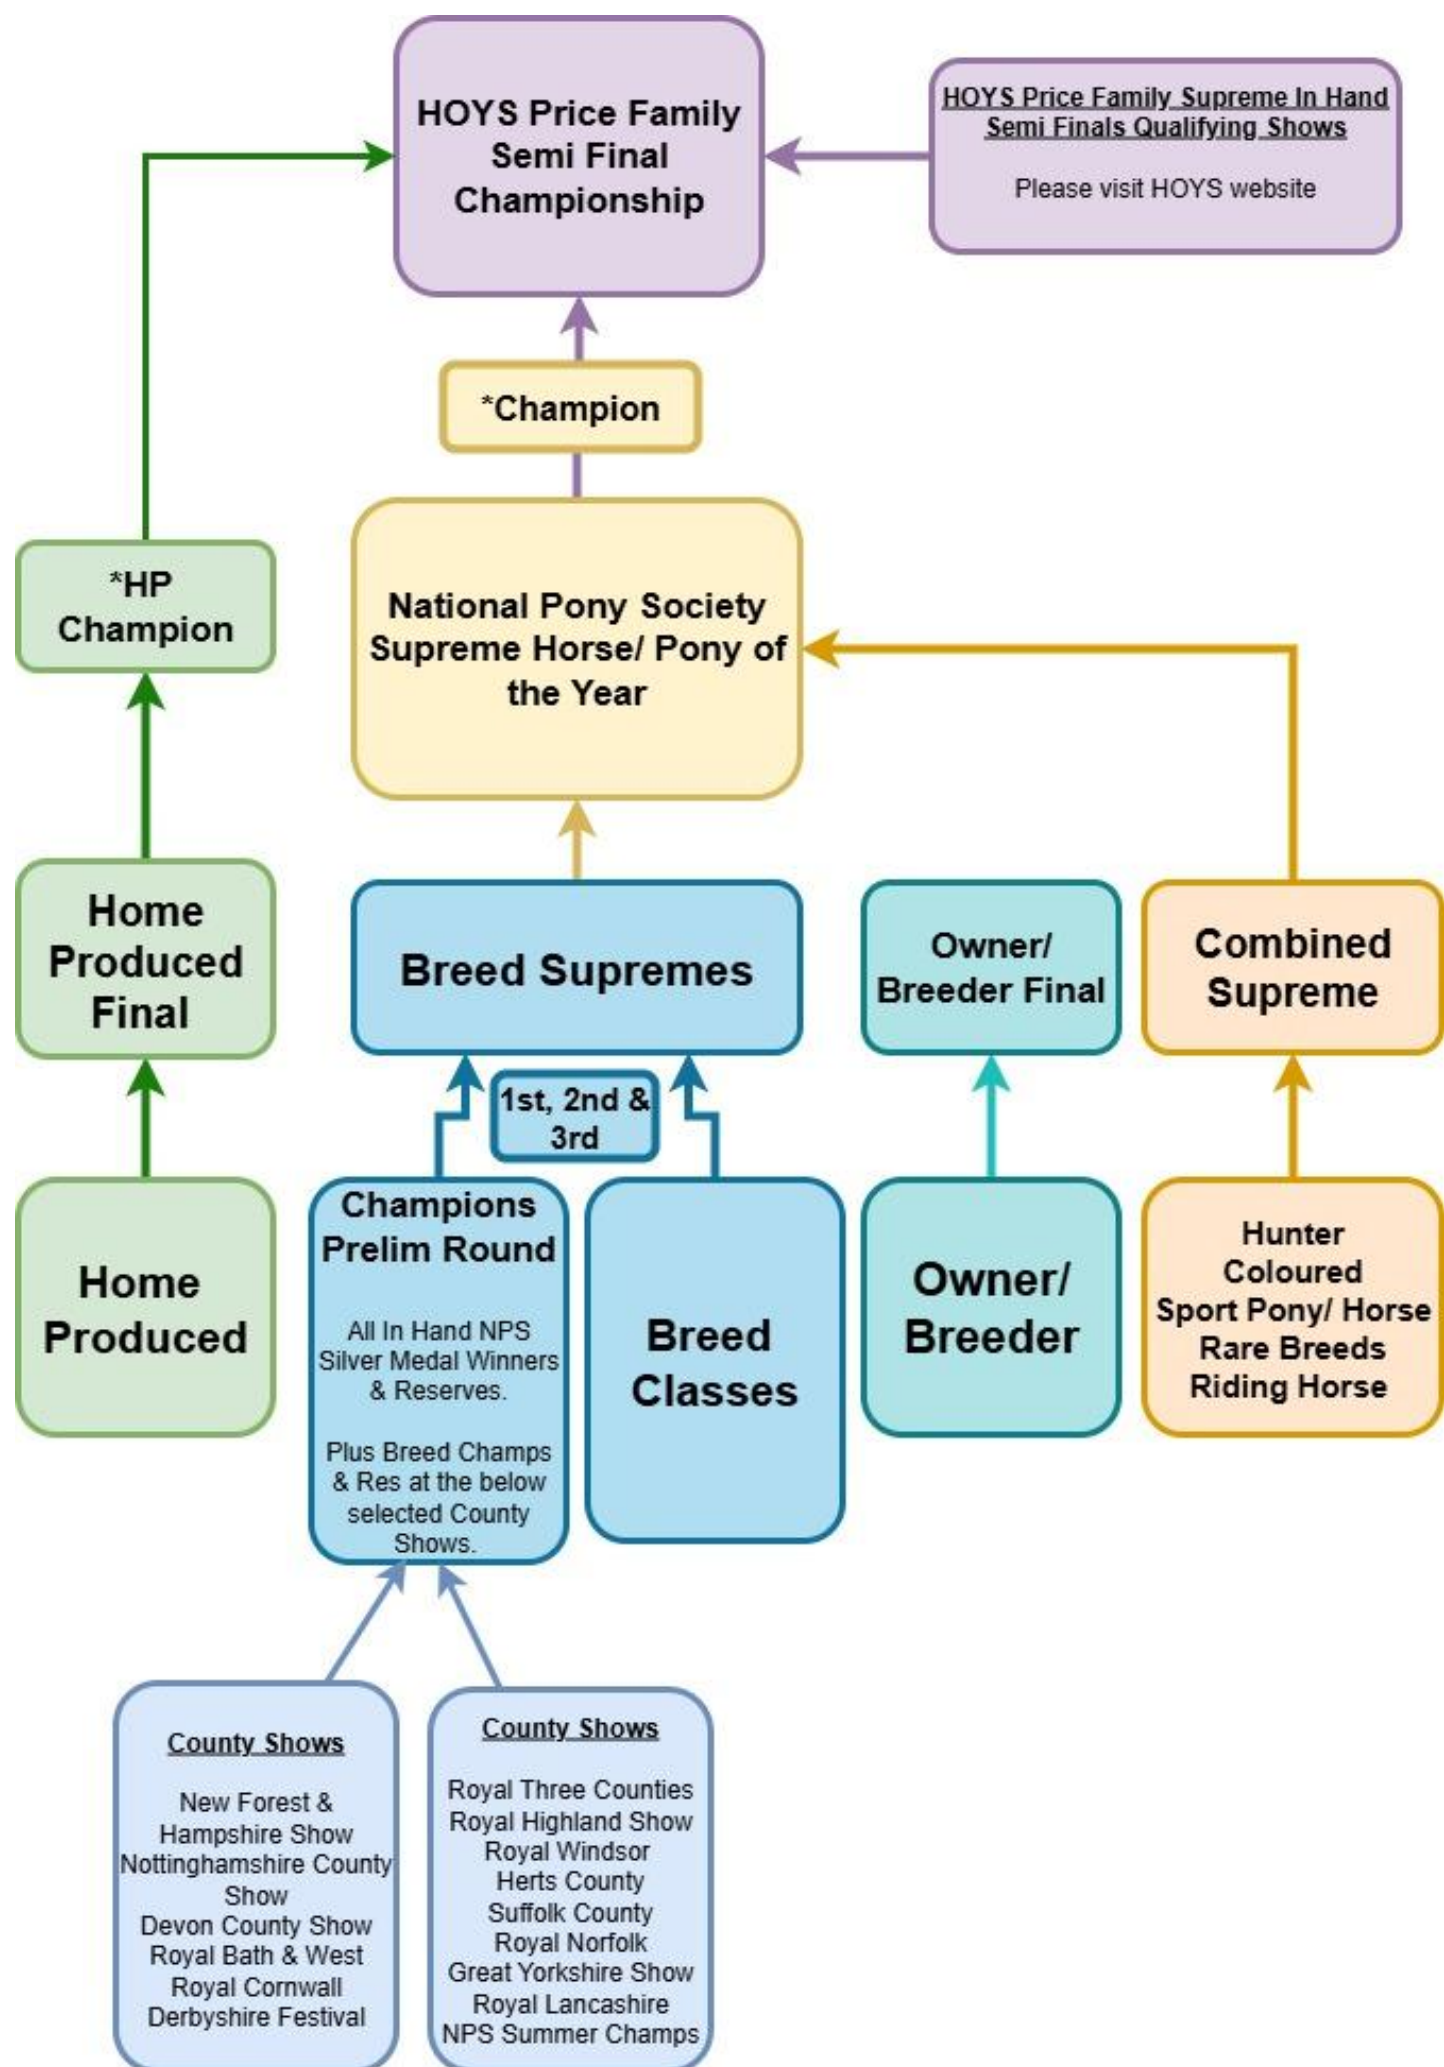 HOYS Price Family
Semi Final
Championship
HOYS Price Family Supreme In Hand
Semi Finals Qualifying Shows
Please visit HOYS website
*Champion
*HP
Champion
National Pony Society
Supreme Horse/ Pony of
the Year
Home
Produced
Final
Breed Supremes
Owner/
Breeder Final
Combined
Supreme
1st, 2nd &
3rd
Home
Produced
Champions
Prelim Round
All In Hand NPS
Silver Medal Winners
& Reserves.
Plus Breed Champs
& Res at the below
selected County
Shows.
Breed
Classes
Owner/
Breeder
Hunter
Coloured
Sport Pony/ Horse
Rare Breeds
Riding Horse
County Shows
New Forest &
Hampshire Show
Nottinghamshire County
Show
Devon County Show
Royal Bath & West
Royal Cornwall
Derbyshire Festival
County Shows
Royal Three Counties
Royal Highland Show
Royal Windsor
Herts County
Suffolk County
Royal Norfolk
Great Yorkshire Show
Royal Lancashire
NPS Summer Champs